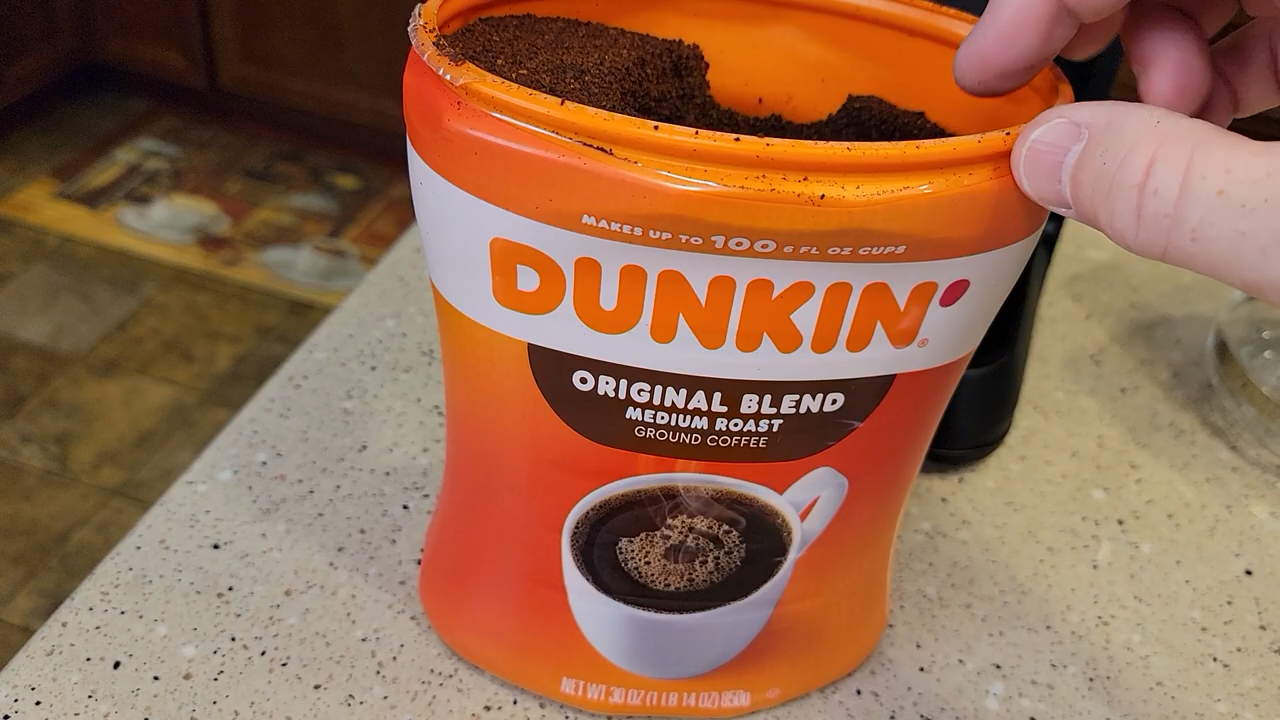 MAKES UP TO 100 6 FL OZ CUPS
DUNKIN'®
ORIGINAL BLEND
MEDIUM ROAST
GROUND COFFEE
NET WT 30 OZ (1 LB 14 OZ) 850g